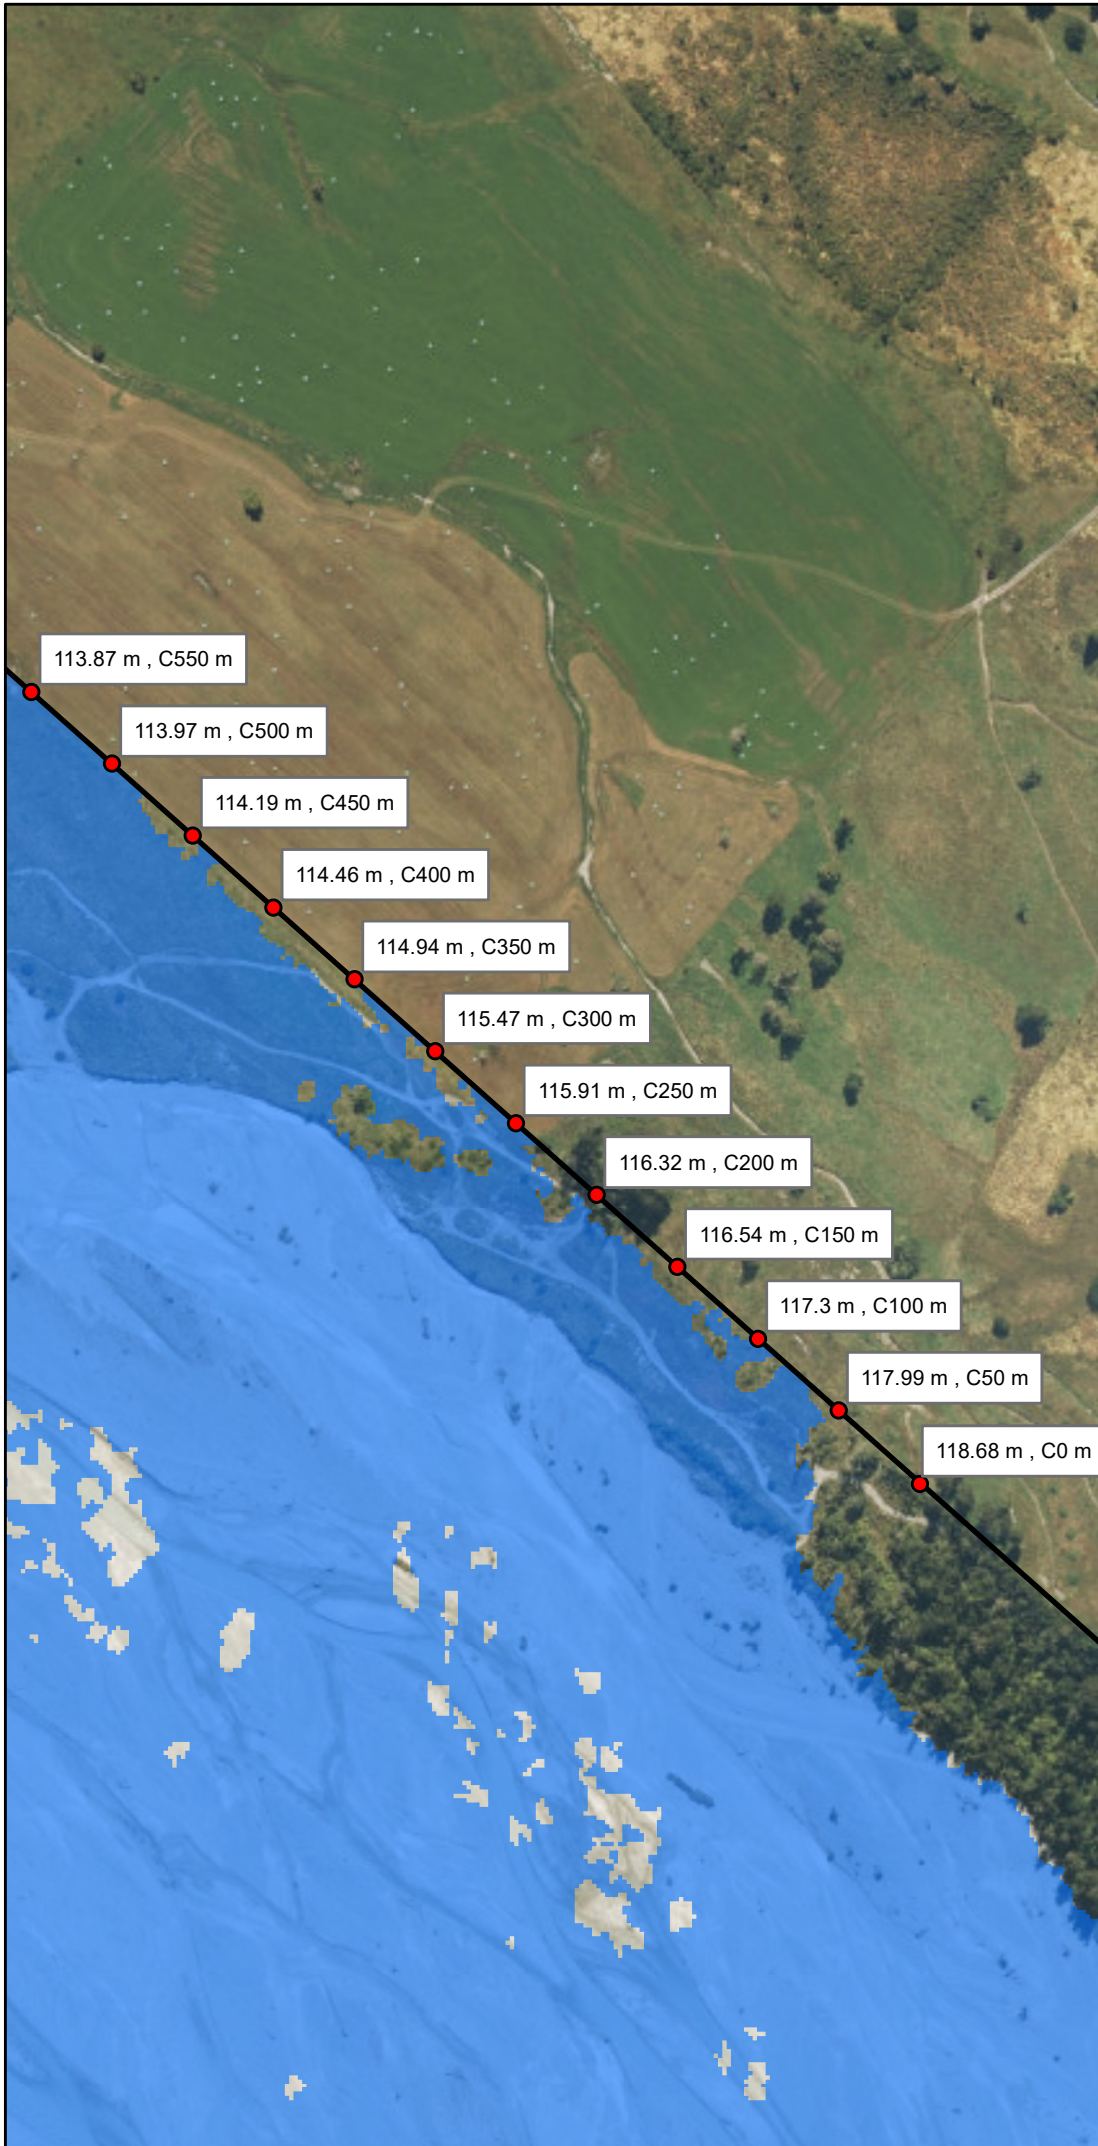 113.87 m , C550 m
113.97 m , C500 m
114.19 m , C450 m
114.46 m , C400 m
114.94 m , C350 m
115.47 m , C300 m
115.91 m , C250 m
116.32 m , C200 m
116.54 m , C150 m
117.3 m , C100 m
117.99 m , C50 m
118.68 m , C0 m